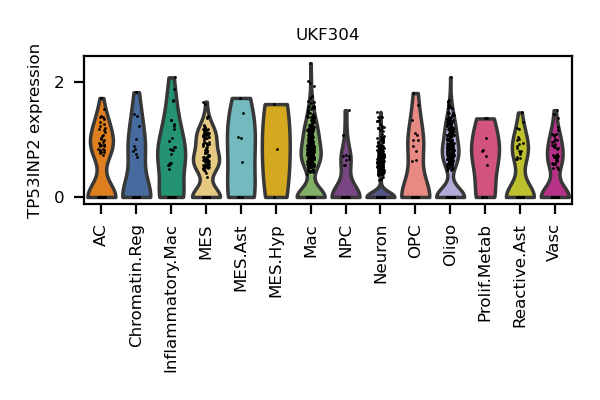 UKF304
TP53INP2 expression
2
0
AC
Chromatin.Reg
Inflammatory.Mac
MES
MES.Ast
MES.Hyp
Mac
NPC
Neuron
OPC
Oligo
Prolif.Metab
Reactive.Ast
Vasc